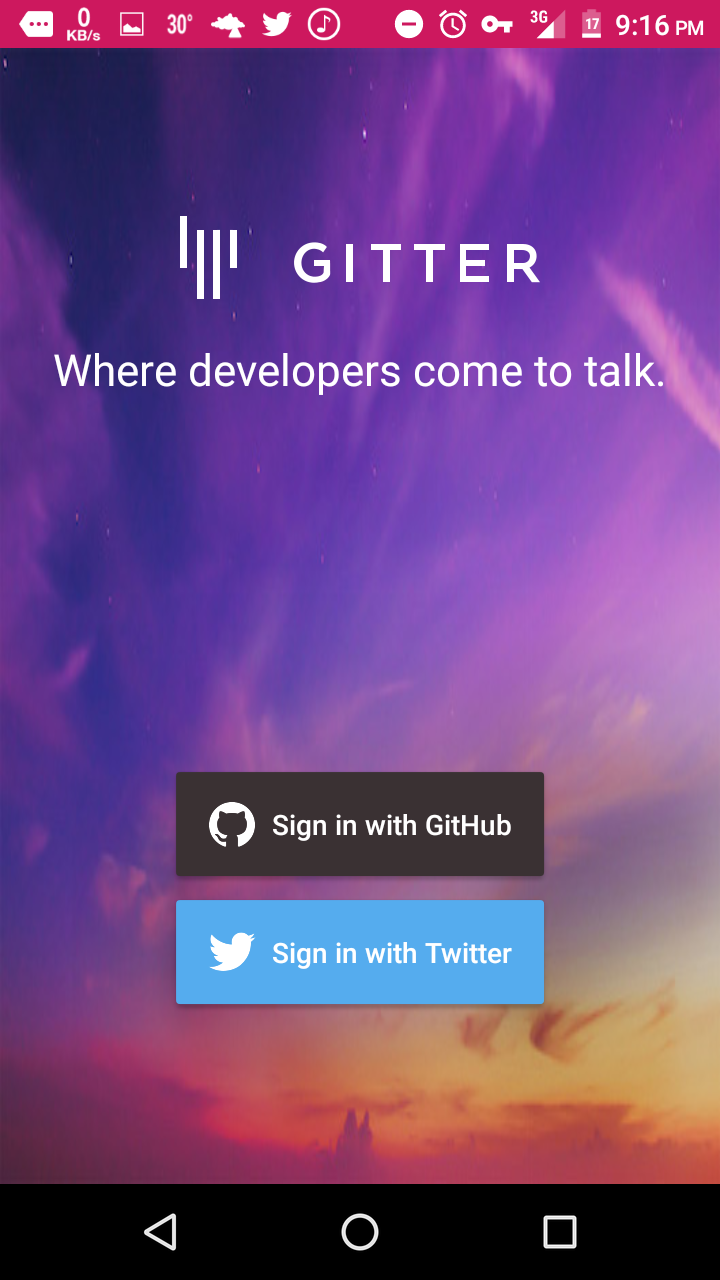 0
KB/s
30°
3G
17
9:16 PM
GITTER
Where developers come to talk.
Sign in with GitHub
Sign in with Twitter